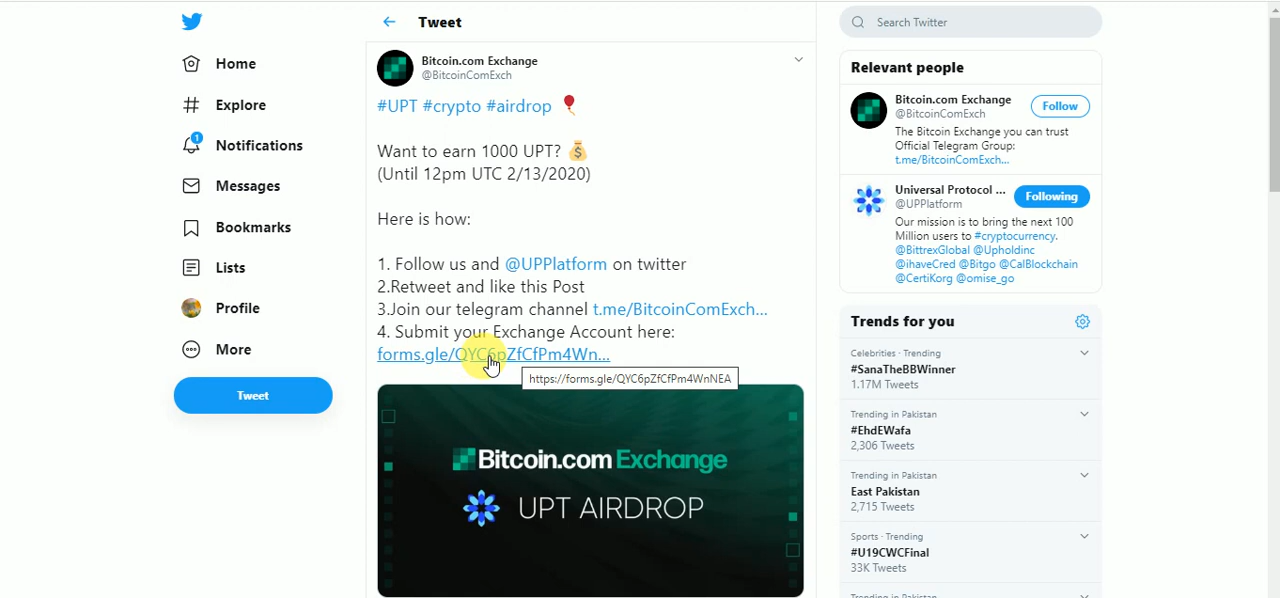 Home
Explore
1
Notifications
Messages
Bookmarks
Lists
Profile
More
Tweet
Tweet
Bitcoin.com Exchange
@BitcoinComExch
#UPT #crypto #airdrop 🎈
Want to earn 1000 UPT? 💰
(Until 12pm UTC 2/13/2020)
Here is how:
1. Follow us and @UPPlatform on twitter
2.Retweet and like this Post
3.Join our telegram channel t.me/BitcoinComExch...
4. Submit your Exchange Account here:
forms.gle/QYC6pZfCfPm4Wn...
https://forms.gle/QYC6pZfCfPm4WnNEA
Bitcoin.com Exchange
UPT AIRDROP
Search Twitter
Relevant people
Bitcoin.com Exchange
@BitcoinComExch
Follow
The Bitcoin Exchange you can trust
Official Telegram Group:
t.me/BitcoinComExch...
Universal Protocol ...
@UPPlatform
Following
Our mission is to bring the next 100
Million users to #cryptocurrency.
@BittrexGlobal @Upholdinc
@ihaveCred @Bitgo @CalBlockchain
@CertiKorg @omise_go
Trends for you
Celebrities · Trending
#SanaTheBBWinner
1.17M Tweets
Trending in Pakistan
#EhdEWafa
2,306 Tweets
Trending in Pakistan
East Pakistan
2,715 Tweets
Sports · Trending
#U19CWCFinal
33K Tweets
Trending in Pakistan